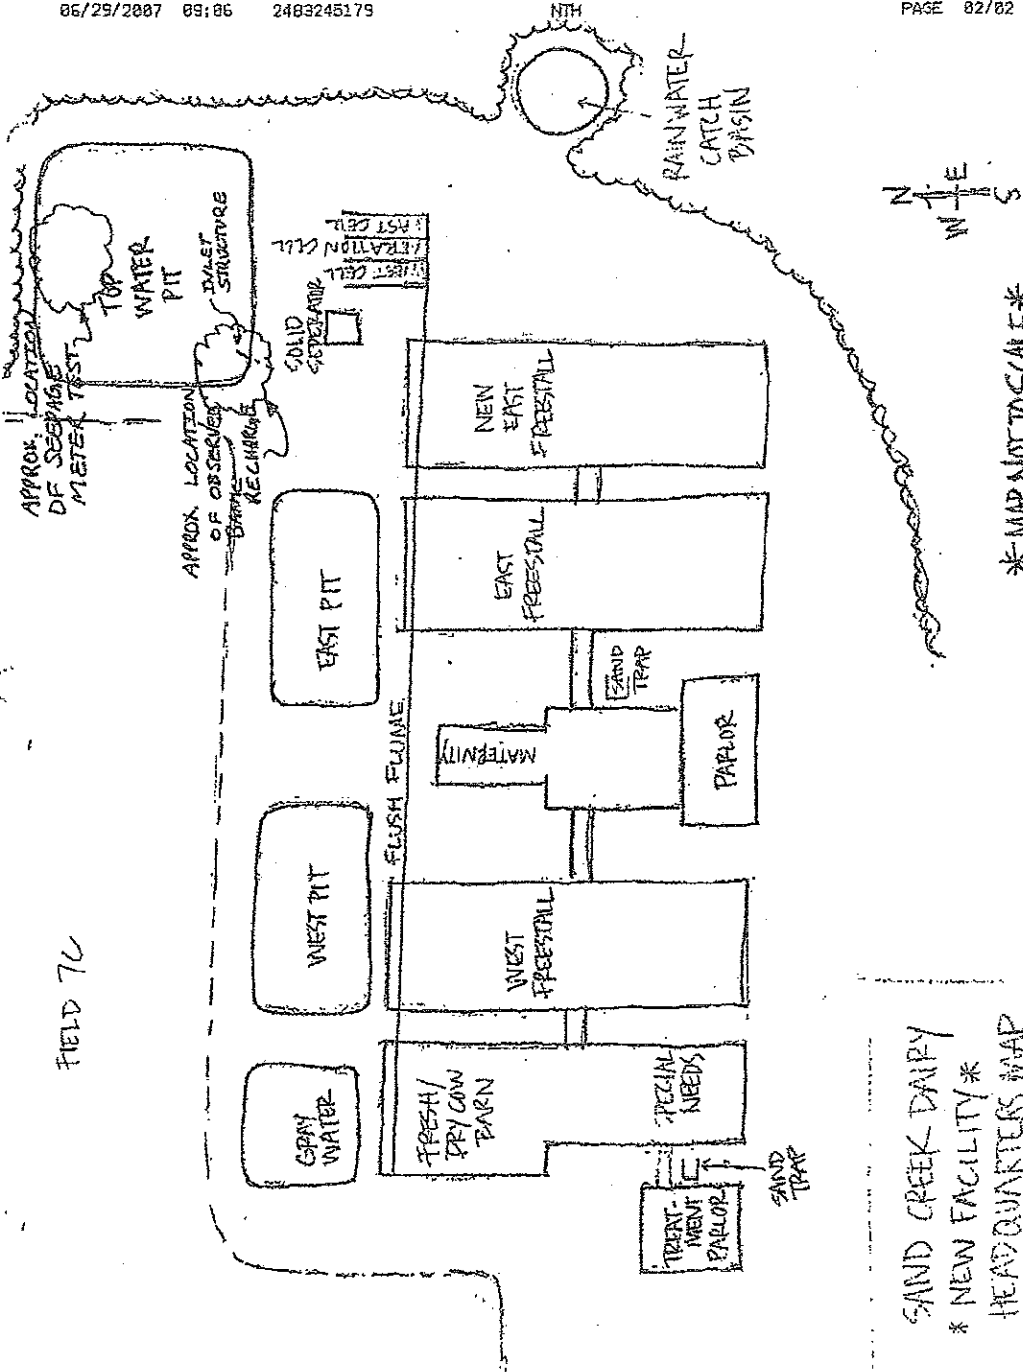 06/29/2007 09:06 2483245179 NTH PAGE 02/02
RAINWATER
CATCH
BASIN
N
W E
S
* MAP NOT TO SCALE *
TOP
WATER
PIT
INLET
STRUCTURE
APPROX. LOCATION
OF SEEPAGE
METER TEST
APPROX. LOCATION
OF OBSERVED
RECHARGE
EAST CELL
AERATION CELL
WEST CELL
SOLID
SEPERATOR
NEW
EAST
FREESTALL
EAST
FREESTALL
EAST PIT
SAND
TRAP
FLUSH FLUME
MATERNITY
PARLOR
WEST PIT
WEST
FREESTALL
FIELD 7C
GRAY
WATER
FRESH/
DRY COW
BARN
SPECIAL
NEEDS
TREAT-
MENT
PARLOR
SAND
TRAP
SAND CREEK DAIRY
* NEW FACILITY *
HEADQUARTERS MAP